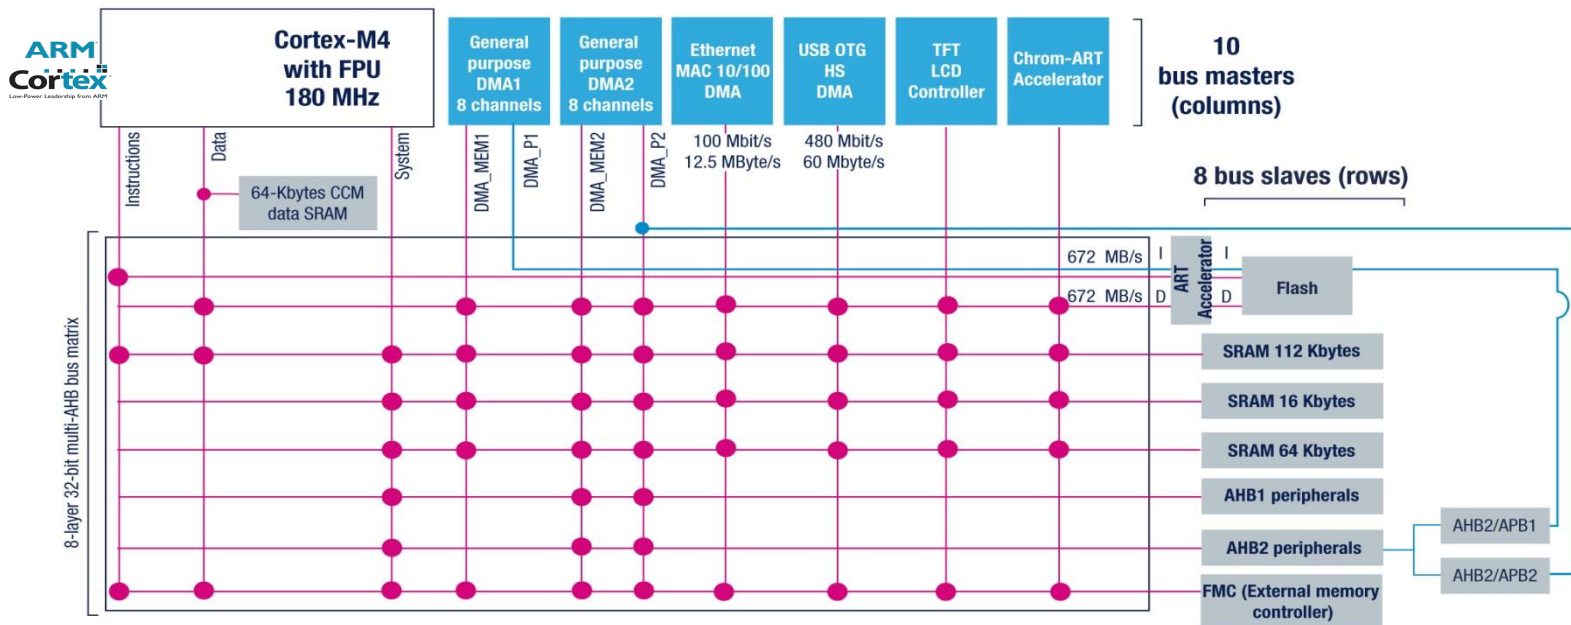 ARM
Cortex
Low-Power Leadership from ARM
Cortex-M4
with FPU
180 MHz
General
purpose
DMA1
8 channels
General
purpose
DMA2
8 channels
Ethernet
MAC 10/100
DMA
USB OTG
HS
DMA
TFT
LCD
Controller
Chrom-ART
Accelerator
10
bus masters
(columns)
Instructions
Data
System
DMA_MEM1
DMA_P1
DMA_MEM2
DMA_P2
100 Mbit/s
12.5 MByte/s
480 Mbit/s
60 Mbyte/s
64-Kbytes CCM
data SRAM
8 bus slaves (rows)
8-layer 32-bit multi-AHB bus matrix
672 MB/s
I
ART
Accelerator
I
672 MB/s
D
D
Flash
SRAM 112 Kbytes
SRAM 16 Kbytes
SRAM 64 Kbytes
AHB1 peripherals
AHB2 peripherals
AHB2/APB1
AHB2/APB2
FMC (External memory
controller)